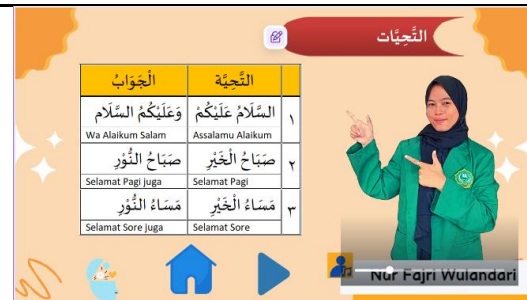 التَّحِيَّات
التَّحِيَّة الْجَوَابُ
١ السَّلَامُ عَلَيْكُمْ وَعَلَيْكُمُ السَّلَام
Assalamu Alaikum Wa Alaikum Salam
٢ صَبَاحُ الْخَيْرِ صَبَاحُ النُّوْرِ
Selamat Pagi Selamat Pagi juga
٣ مَسَاءُ الْخَيْرِ مَسَاءُ النُّوْرِ
Selamat Sore Selamat Sore juga
Nur Fajri Wulandari